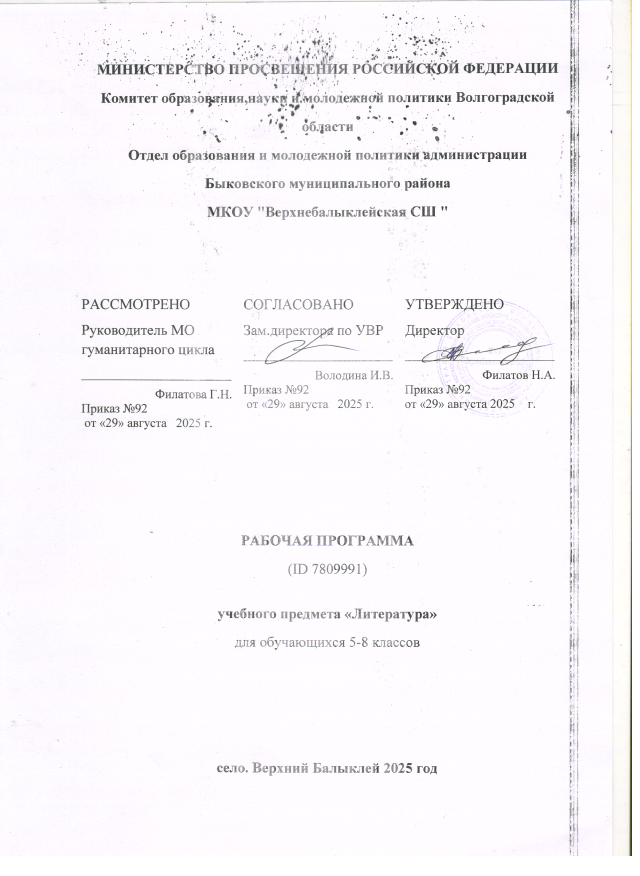 МИНИСТЕРСТВО ПРОСВЕЩЕНИЯ РОССИЙСКОЙ ФЕДЕРАЦИИ
Комитет образования,науки и молодежной политики Волгоградской
области
Отдел образования и молодежной политики администрации
Быковского муниципального района
МКОУ "Верхнебалыклейская СШ "
РАССМОТРЕНО
Руководитель МО
гуманитарного цикла
Филатова Г.Н.
Приказ №92
от «29» августа 2025 г.
СОГЛАСОВАНО
Зам.директора по УВР
Володина И.В.
Приказ №92
от «29» августа 2025 г.
УТВЕРЖДЕНО
Директор
Филатов Н.А.
Приказ №92
от «29» августа 2025 г.
РАБОЧАЯ ПРОГРАММА
(ID 7809991)
учебного предмета «Литература»
для обучающихся 5-8 классов
село. Верхний Балыклей 2025 год